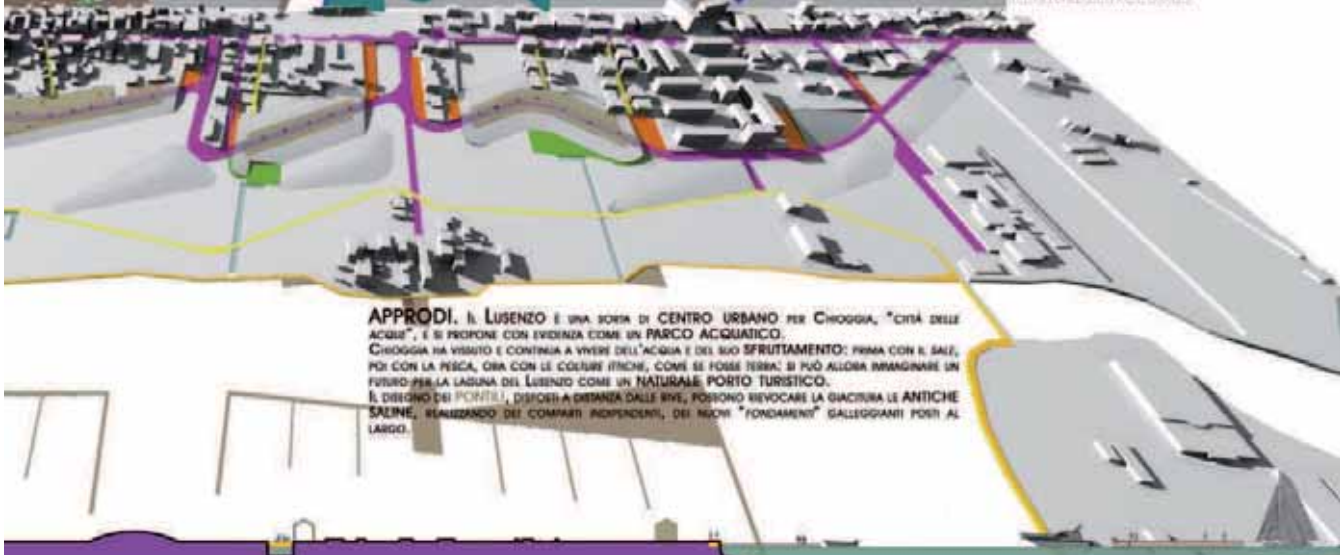 APPRODI. IL LUSENZO È UNA SORTA DI CENTRO URBANO PER CHIOGGIA, "CITTÀ DELLE
ACQUE", E SI PROPONE CON EVIDENZA COME UN PARCO ACQUATICO.
CHIOGGIA HA VISSUTO E CONTINUA A VIVERE DELL'ACQUA E DEL SUO SFRUTTAMENTO: PRIMA CON IL SALE,
POI CON LA PESCA, ORA CON LE COLTURE ITTICHE, COME SE FOSSE TERRA: SI PUÒ ALLORA IMMAGINARE UN
FUTURO PER LA LAGUNA DEL LUSENZO COME UN NATURALE PORTO TURISTICO.
IL DISEGNO DEI PONTILI, DISPOSTI A DISTANZA DALLE RIVE, POSSONO RIEVOCARE LA GIACITURA LE ANTICHE
SALINE, REALIZZANDO DEI COMPARTI INDIPENDENTI, DEI NUOVI "FONDAMENTI" GALLEGGIANTI POSTI AL
LARGO.